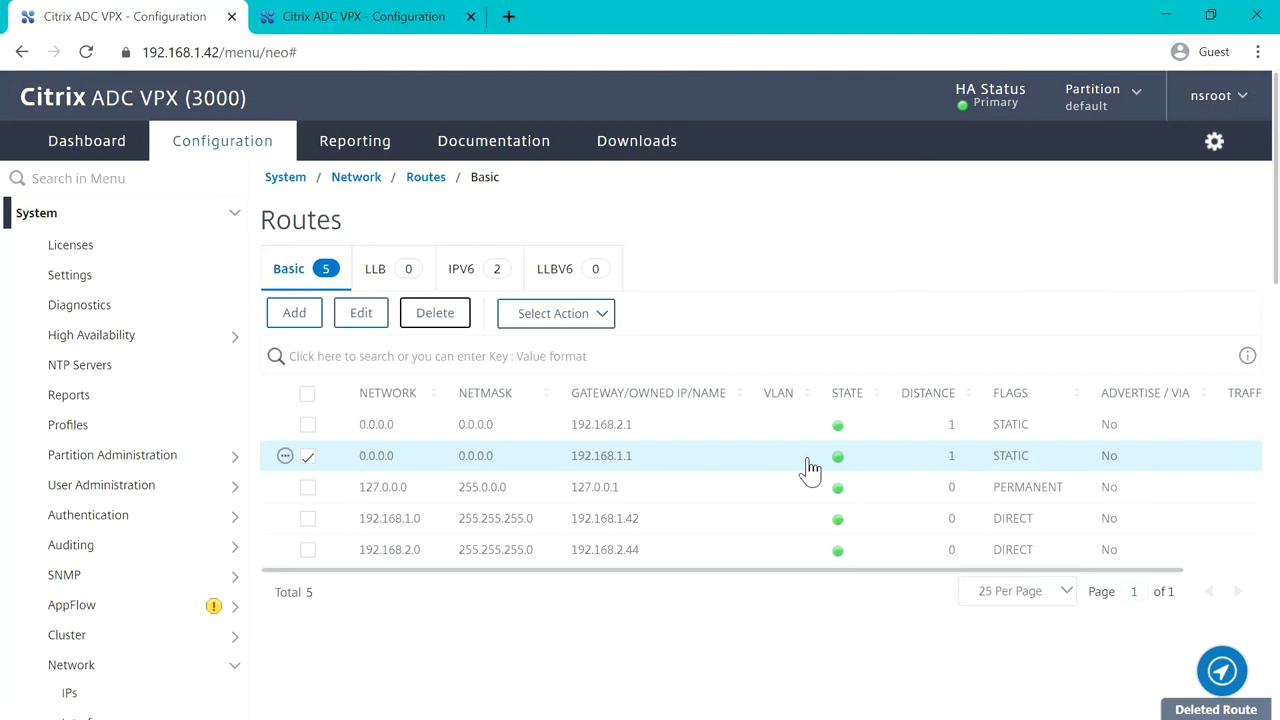 Citrix ADC VPX - Configuration
Citrix ADC VPX - Configuration
192.168.1.42/menu/neo#
Guest
Citrix ADC VPX (3000)
HA Status
Primary
Partition
default
nsroot
Dashboard
Configuration
Reporting
Documentation
Downloads
Search in Menu
System
Licenses
Settings
Diagnostics
High Availability
NTP Servers
Reports
Profiles
Partition Administration
User Administration
Authentication
Auditing
SNMP
AppFlow
Cluster
Network
IPs
System / Network / Routes / Basic
Routes
Basic 5
LLB 0
IPV6 2
LLBV6 0
Add
Edit
Delete
Select Action
Click here to search or you can enter Key : Value format
NETWORK NETMASK GATEWAY/OWNED IP/NAME VLAN STATE DISTANCE FLAGS ADVERTISE / VIA TRAFF
0.0.0.0 0.0.0.0 192.168.2.1 1 STATIC No
0.0.0.0 0.0.0.0 192.168.1.1 1 STATIC No
127.0.0.0 255.0.0.0 127.0.0.1 0 PERMANENT No
192.168.1.0 255.255.255.0 192.168.1.42 0 DIRECT No
192.168.2.0 255.255.255.0 192.168.2.44 0 DIRECT No
Total 5
25 Per Page
Page 1 of 1
Deleted Route